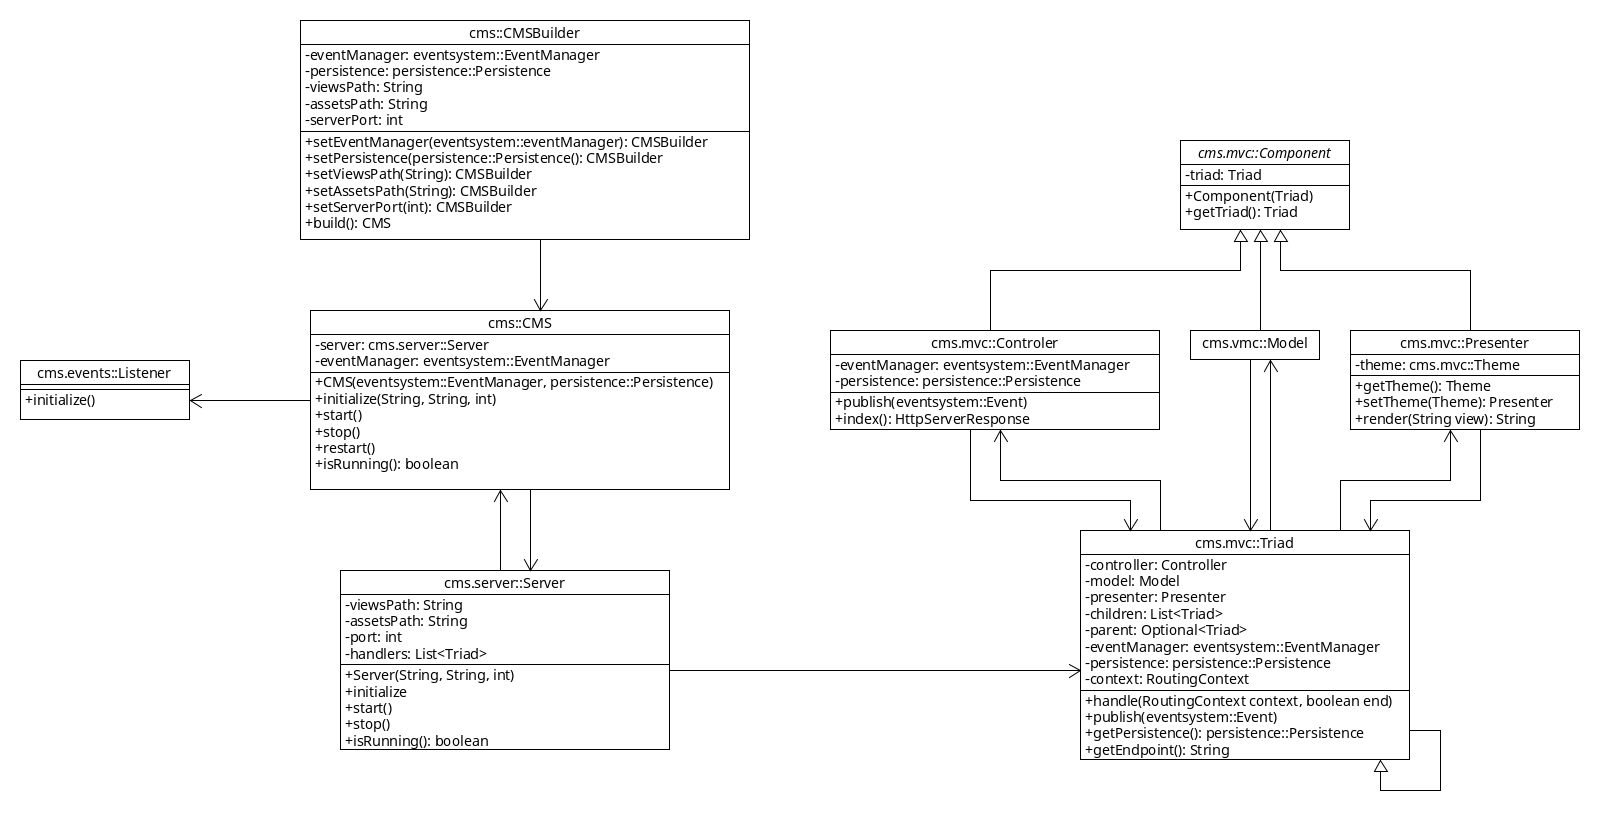 cms::CMSBuilder
-eventManager: eventsystem::EventManager
-persistence: persistence::Persistence
-viewsPath: String
-assetsPath: String
-serverPort: int
+setEventManager(eventsystem::eventManager): CMSBuilder
+setPersistence(persistence::Persistence(): CMSBuilder
+setViewsPath(String): CMSBuilder
+setAssetsPath(String): CMSBuilder
+setServerPort(int): CMSBuilder
+build(): CMS
cms.mvc::Component
-triad: Triad
+Component(Triad)
+getTriad(): Triad
cms::CMS
-server: cms.server::Server
-eventManager: eventsystem::EventManager
+CMS(eventsystem::EventManager, persistence::Persistence)
+initialize(String, String, int)
+start()
+stop()
+restart()
+isRunning(): boolean
cms.events::Listener
+initialize()
cms.mvc::Controler
-eventManager: eventsystem::EventManager
-persistence: persistence::Persistence
+publish(eventsystem::Event)
+index(): HttpServerResponse
cms.vmc::Model
cms.mvc::Presenter
-theme: cms.mvc::Theme
+getTheme(): Theme
+setTheme(Theme): Presenter
+render(String view): String
cms.server::Server
-viewsPath: String
-assetsPath: String
-port: int
-handlers: List<Triad>
+Server(String, String, int)
+initialize
+start()
+stop()
+isRunning(): boolean
cms.mvc::Triad
-controller: Controller
-model: Model
-presenter: Presenter
-children: List<Triad>
-parent: Optional<Triad>
-eventManager: eventsystem::EventManager
-persistence: persistence::Persistence
-context: RoutingContext
+handle(RoutingContext context, boolean end)
+publish(eventsystem::Event)
+getPersistence(): persistence::Persistence
+getEndpoint(): String